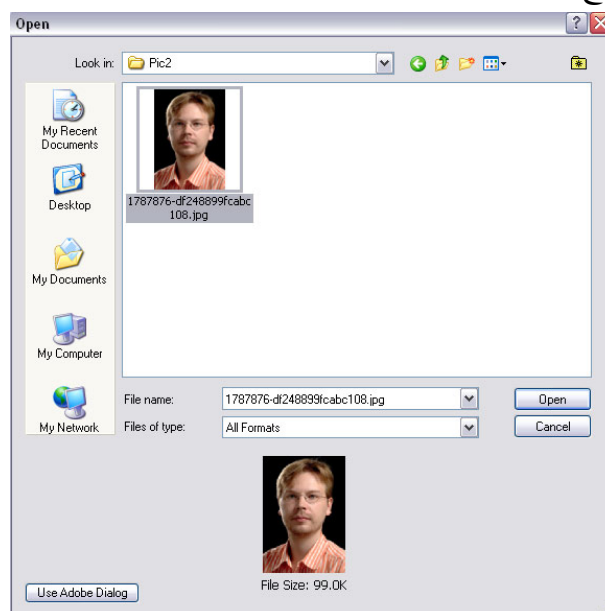 Open
Look in:
Pic2
My Recent
Documents
Desktop
My Documents
My Computer
My Network
1787876-df248899fcabc
108.jpg
File name:
1787876-df248899fcabc108.jpg
Open
Files of type:
All Formats
Cancel
File Size: 99.0K
Use Adobe Dialog